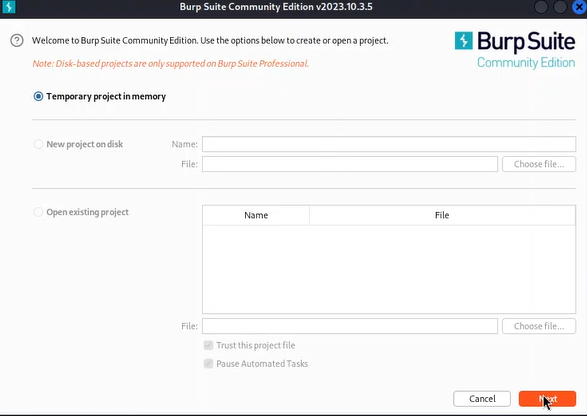 Burp Suite Community Edition v2023.10.3.5
Welcome to Burp Suite Community Edition. Use the options below to create or open a project.
Note: Disk-based projects are only supported on Burp Suite Professional.
Burp Suite
Community Edition
Temporary project in memory
New project on disk
Name:
File:
Choose file...
Open existing project
Name File
File:
Choose file...
Trust this project file
Pause Automated Tasks
Cancel Next